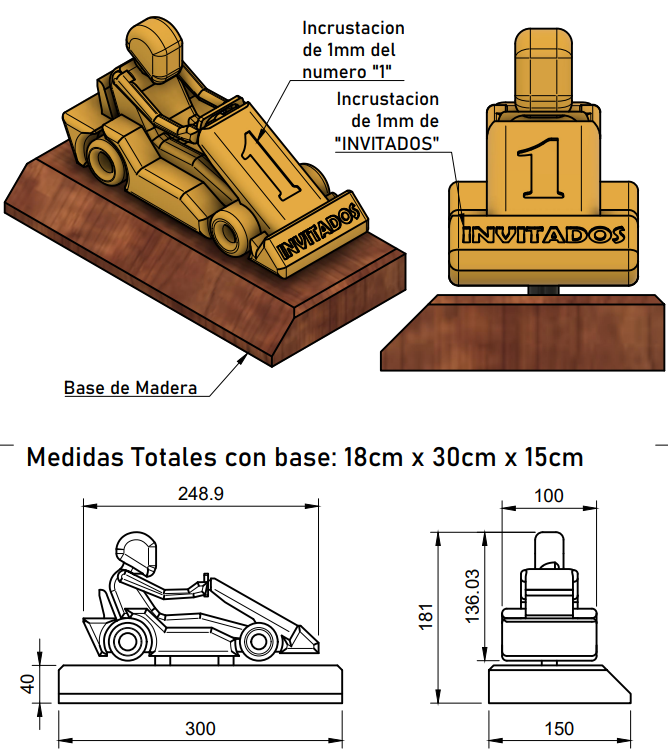 Incrustacion
de 1mm del
numero "1"
Incrustacion
de 1mm de
"INVITADOS"
1
1
INVITADOS
INVITADOS
Base de Madera
Medidas Totales con base: 18cm x 30cm x 15cm
248.9
100
181
136.03
40
300
150